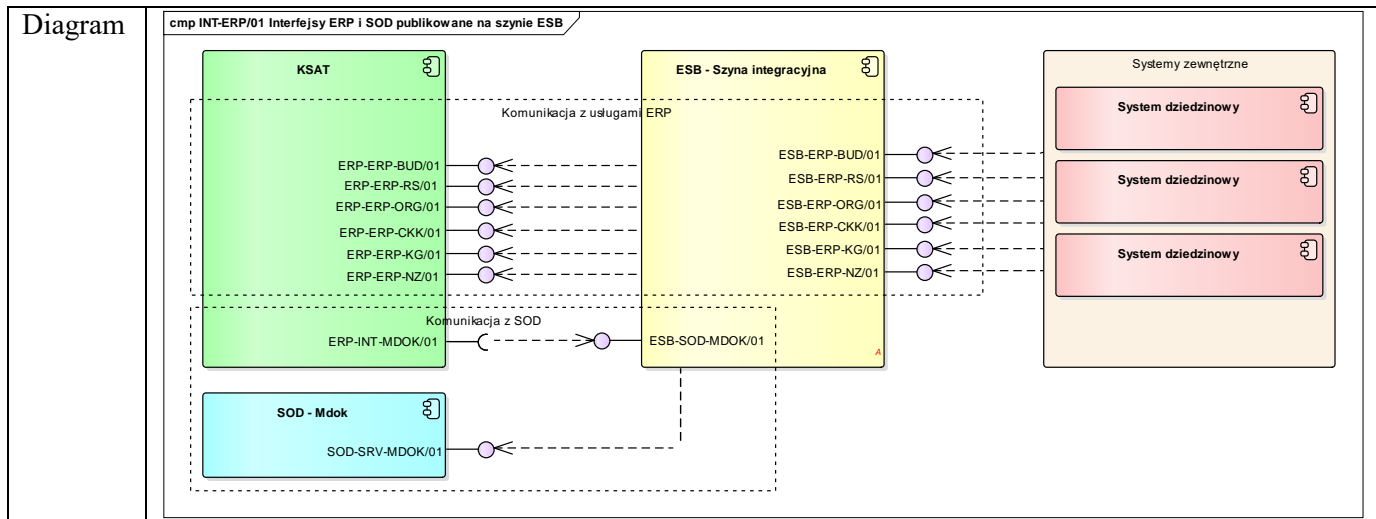 Diagram
cmp INT-ERP/01 Interfejsy ERP i SOD publikowane na szynie ESB
KSAT
ESB - Szyna integracyjna
Systemy zewnętrzne
System dziedzinowy
Komunikacja z usługami ERP
ERP-ERP-BUD/01
ERP-ERP-RS/01
ERP-ERP-ORG/01
ERP-ERP-CKK/01
ERP-ERP-KG/01
ERP-ERP-NZ/01
ESB-ERP-BUD/01
ESB-ERP-RS/01
ESB-ERP-ORG/01
ESB-ERP-CKK/01
ESB-ERP-KG/01
ESB-ERP-NZ/01
System dziedzinowy
System dziedzinowy
Komunikacja z SOD
ERP-INT-MDOK/01
ESB-SOD-MDOK/01
A
SOD - Mdok
SOD-SRV-MDOK/01